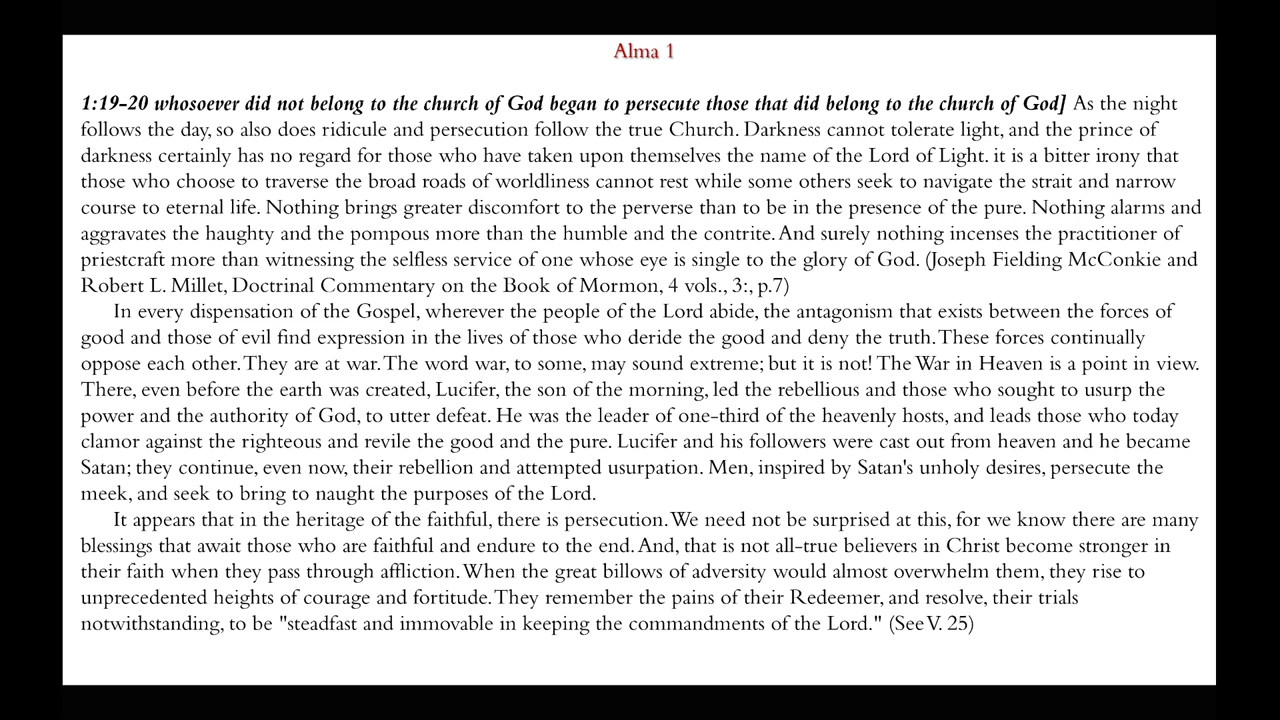 Alma 1
1:19-20 whosoever did not belong to the church of God began to persecute those that did belong to the church of God] As the night
follows the day, so also does ridicule and persecution follow the true Church. Darkness cannot tolerate light, and the prince of
darkness certainly has no regard for those who have taken upon themselves the name of the Lord of Light. it is a bitter irony that
those who choose to traverse the broad roads of worldliness cannot rest while some others seek to navigate the strait and narrow
course to eternal life. Nothing brings greater discomfort to the perverse than to be in the presence of the pure. Nothing alarms and
aggravates the haughty and the pompous more than the humble and the contrite. And surely nothing incenses the practitioner of
priestcraft more than witnessing the selfless service of one whose eye is single to the glory of God. (Joseph Fielding McConkie and
Robert L. Millet, Doctrinal Commentary on the Book of Mormon, 4 vols., 3:, p.7)
In every dispensation of the Gospel, wherever the people of the Lord abide, the antagonism that exists between the forces of
good and those of evil find expression in the lives of those who deride the good and deny the truth. These forces continually
oppose each other. They are at war. The word war, to some, may sound extreme; but it is not! The War in Heaven is a point in view.
There, even before the earth was created, Lucifer, the son of the morning, led the rebellious and those who sought to usurp the
power and the authority of God, to utter defeat. He was the leader of one-third of the heavenly hosts, and leads those who today
clamor against the righteous and revile the good and the pure. Lucifer and his followers were cast out from heaven and he became
Satan; they continue, even now, their rebellion and attempted usurpation. Men, inspired by Satan's unholy desires, persecute the
meek, and seek to bring to naught the purposes of the Lord.
It appears that in the heritage of the faithful, there is persecution. We need not be surprised at this, for we know there are many
blessings that await those who are faithful and endure to the end. And, that is not all-true believers in Christ become stronger in
their faith when they pass through affliction. When the great billows of adversity would almost overwhelm them, they rise to
unprecedented heights of courage and fortitude. They remember the pains of their Redeemer, and resolve, their trials
notwithstanding, to be "steadfast and immovable in keeping the commandments of the Lord." (See V. 25)